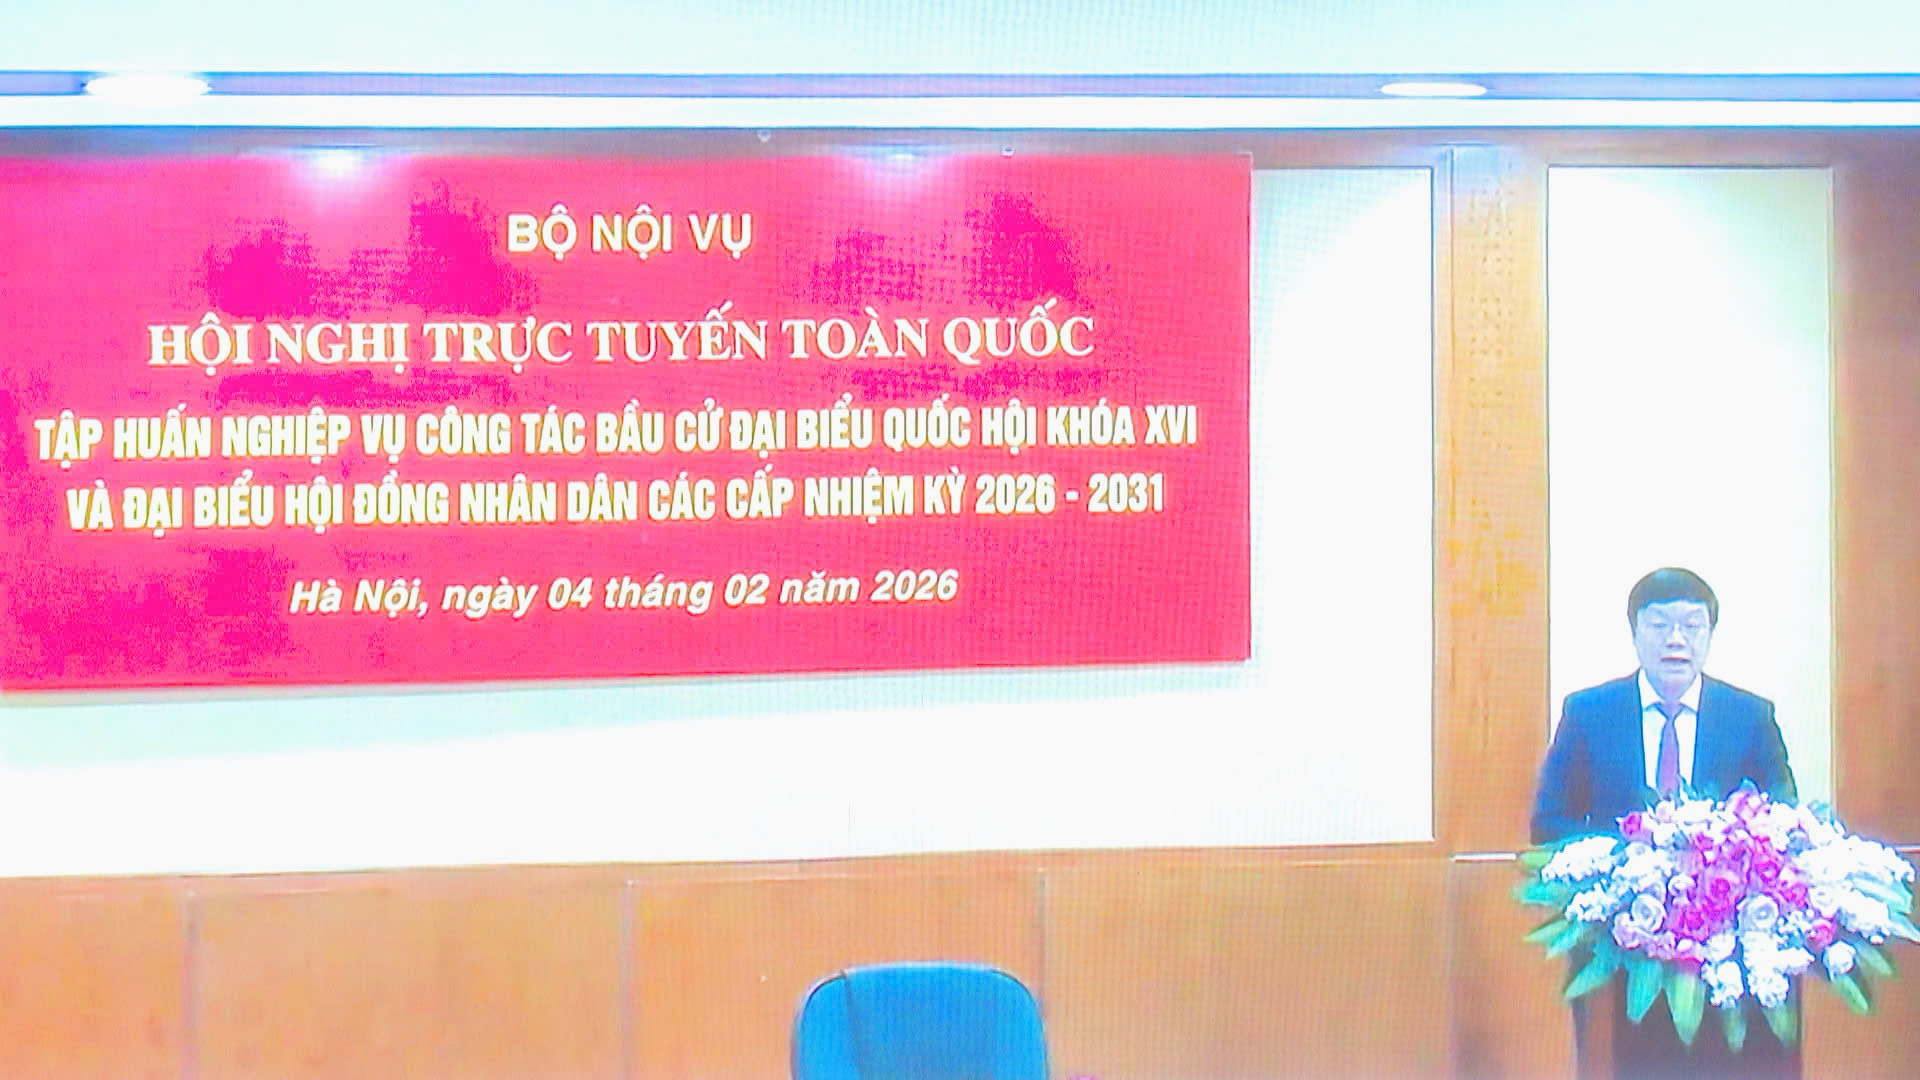 BỘ NỘI VỤ
HỘI NGHỊ TRỰC TUYẾN TOÀN QUỐC
TẬP HUẤN NGHIỆP VỤ CÔNG TÁC BẦU CỬ ĐẠI BIỂU QUỐC HỘI KHÓA XVI
VÀ ĐẠI BIỂU HỘI ĐỒNG NHÂN DÂN CÁC CẤP NHIỆM KỲ 2026 - 2031
Hà Nội, ngày 04 tháng 02 năm 2026